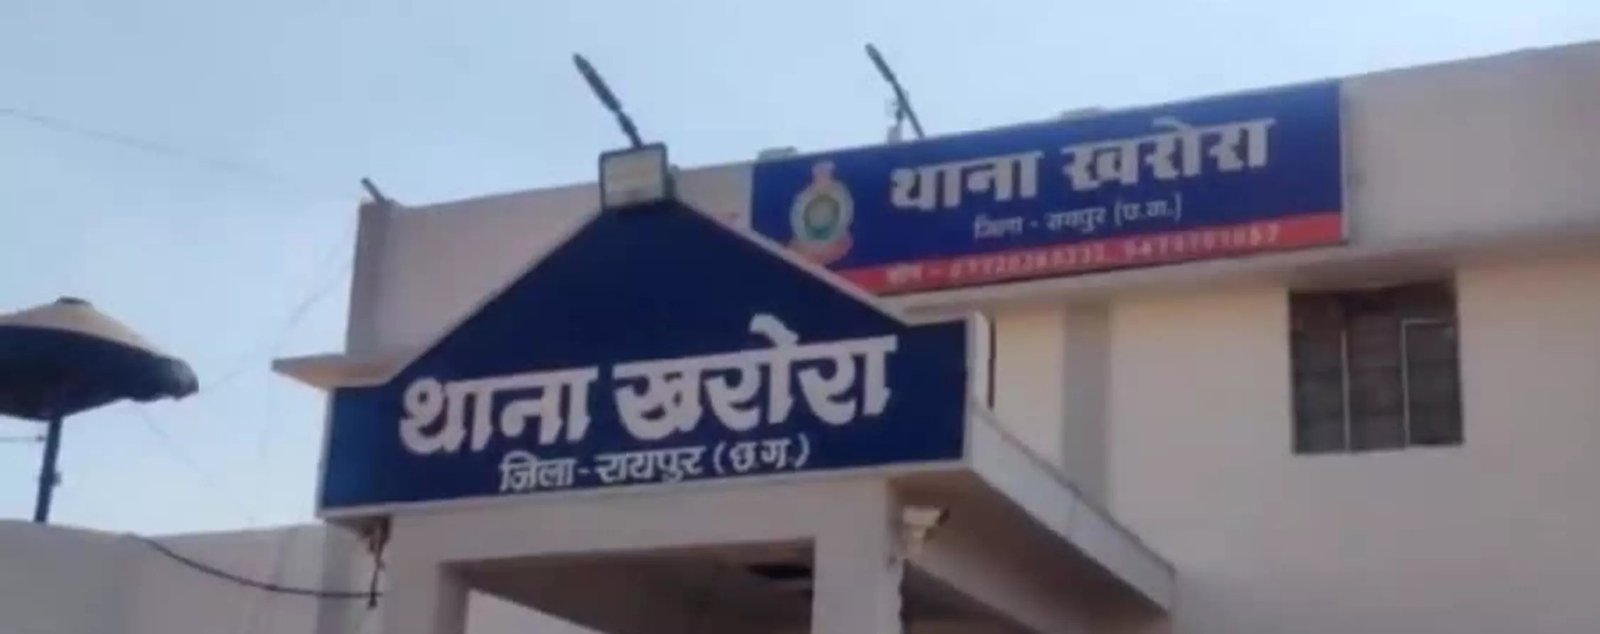 थाना खरोरा
जिला - रायपुर (छ.ग.)
थाना खरोरा
जिला-रायपुर (छ.ग.)